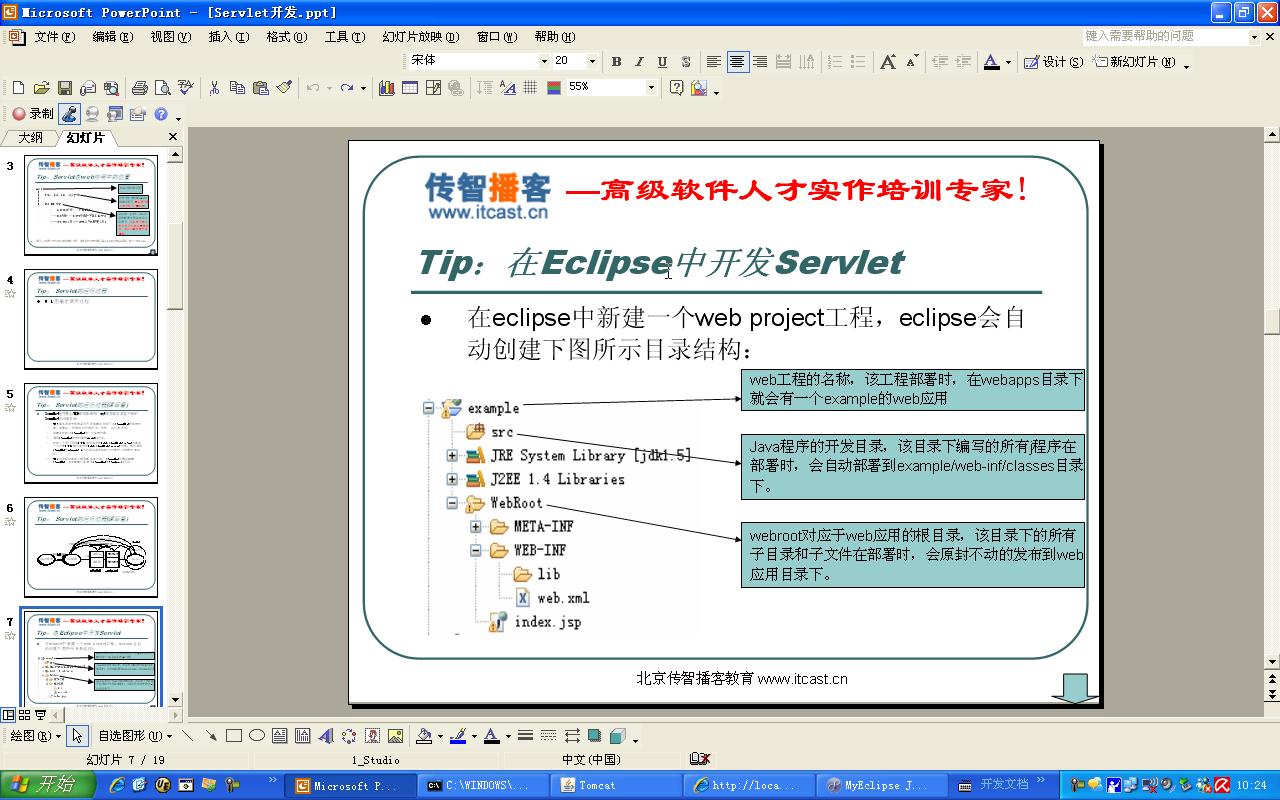 Microsoft PowerPoint - [Servlet开发.ppt]
文件(F) 编辑(E) 视图(V) 插入(I) 格式(O) 工具(T) 幻灯片放映(D) 窗口(W) 帮助(H) 键入需要帮助的问题
宋体 20 B I U S A A A 设计(S) 新幻灯片(N)
55%
录制
大纲 幻灯片
3
4
5
6
7
传智播客 —高级软件人才实作培训专家!
www.itcast.cn
Tip：在Eclipse中开发Servlet
● 在eclipse中新建一个web project工程，eclipse会自
动创建下图所示目录结构：
example
src
JRE System Library [jdk1.5]
J2EE 1.4 Libraries
WebRoot
META-INF
WEB-INF
lib
web.xml
index.jsp
web工程的名称，该工程部署时，在webapps目录下
就会有一个example的web应用
Java程序的开发目录，该目录下编写的所有程序在
部署时，会自动部署到example/web-inf/classes目录
下。
webroot对应于web应用的根目录，该目录下的所有
子目录和子文件在部署时，会原封不动的发布到web
应用目录下。
北京传智播客教育 www.itcast.cn
绘图(R) 自选图形(U)
幻灯片 7 / 19 1_Studio 中文(中国)
开始 Microsoft P... C:\WINDOWS\... Tomcat http://loca... MyEclipse J... 开发文档 10:24